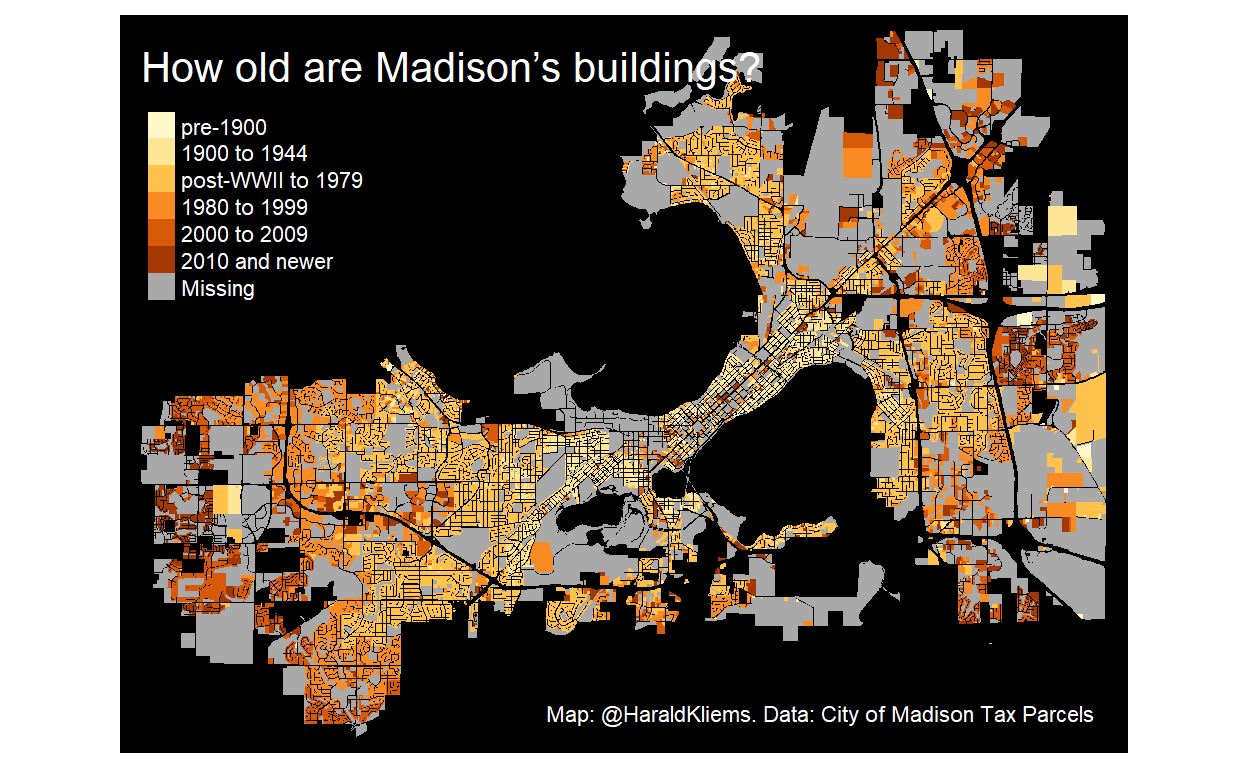 How old are Madison’s buildings?
pre-1900
1900 to 1944
post-WWII to 1979
1980 to 1999
2000 to 2009
2010 and newer
Missing
Map: @HaraldKliems. Data: City of Madison Tax Parcels